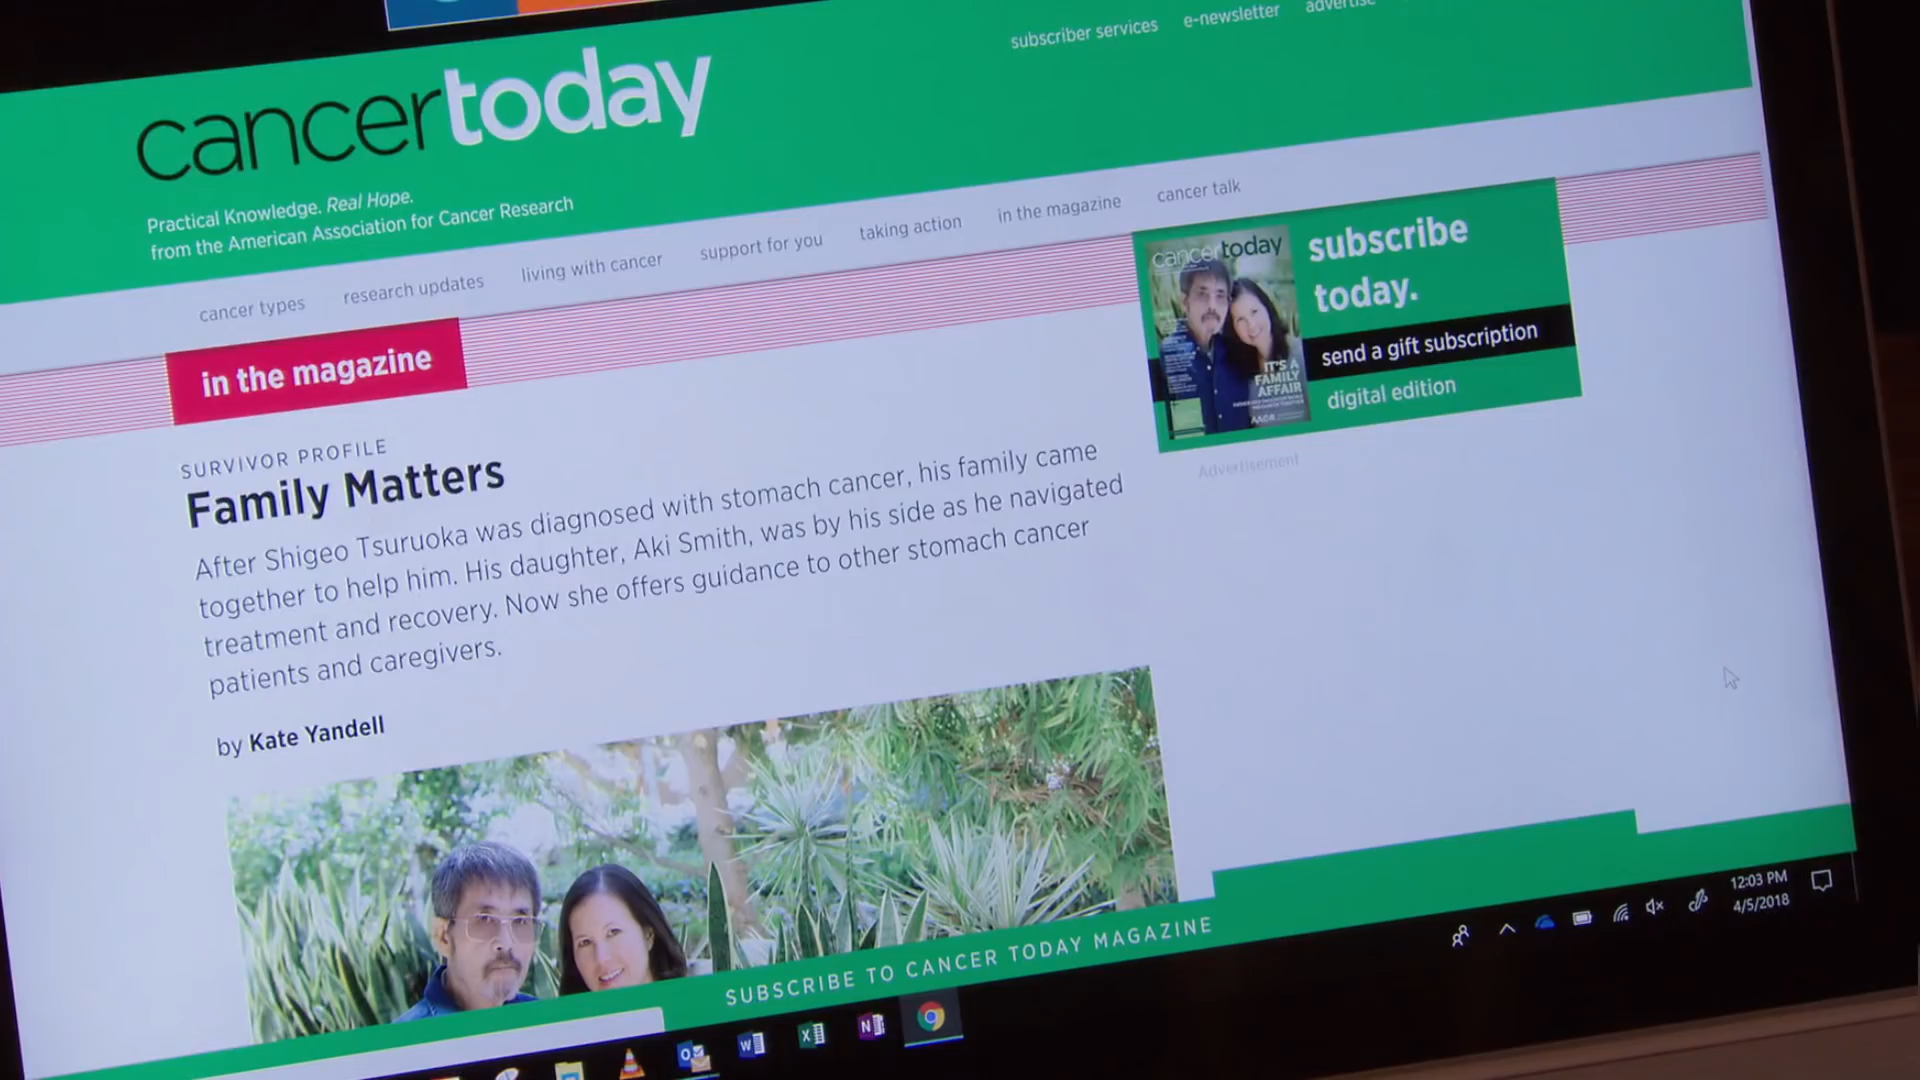 subscriber services e-newsletter
cancertoday
Practical Knowledge. Real Hope.
from the American Association for Cancer Research
cancer types research updates living with cancer support for you taking action in the magazine cancer talk
in the magazine
cancertoday
IT'S A
FAMILY
AFFAIR
subscribe
today.
send a gift subscription
digital edition
Advertisement
SURVIVOR PROFILE
Family Matters
After Shigeo Tsuruoka was diagnosed with stomach cancer, his family came
together to help him. His daughter, Aki Smith, was by his side as he navigated
treatment and recovery. Now she offers guidance to other stomach cancer
patients and caregivers.
by Kate Yandell
SUBSCRIBE TO CANCER TODAY MAGAZINE
12:03 PM
4/5/2018